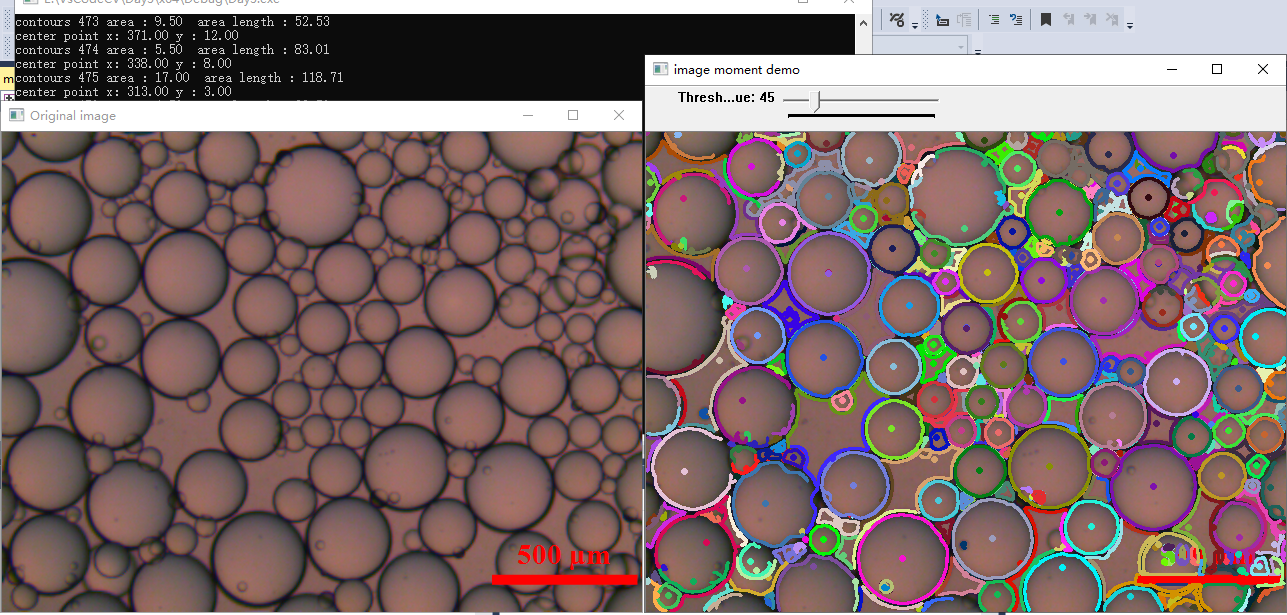 contours 473 area : 9.50 area length : 52.53
center point x: 371.00 y : 12.00
contours 474 area : 5.50 area length : 83.01
center point x: 338.00 y : 8.00
contours 475 area : 17.00 area length : 118.71
center point x: 313.00 y : 3.00
m
Original image
500 μm
image moment demo
Thresh...ue: 45